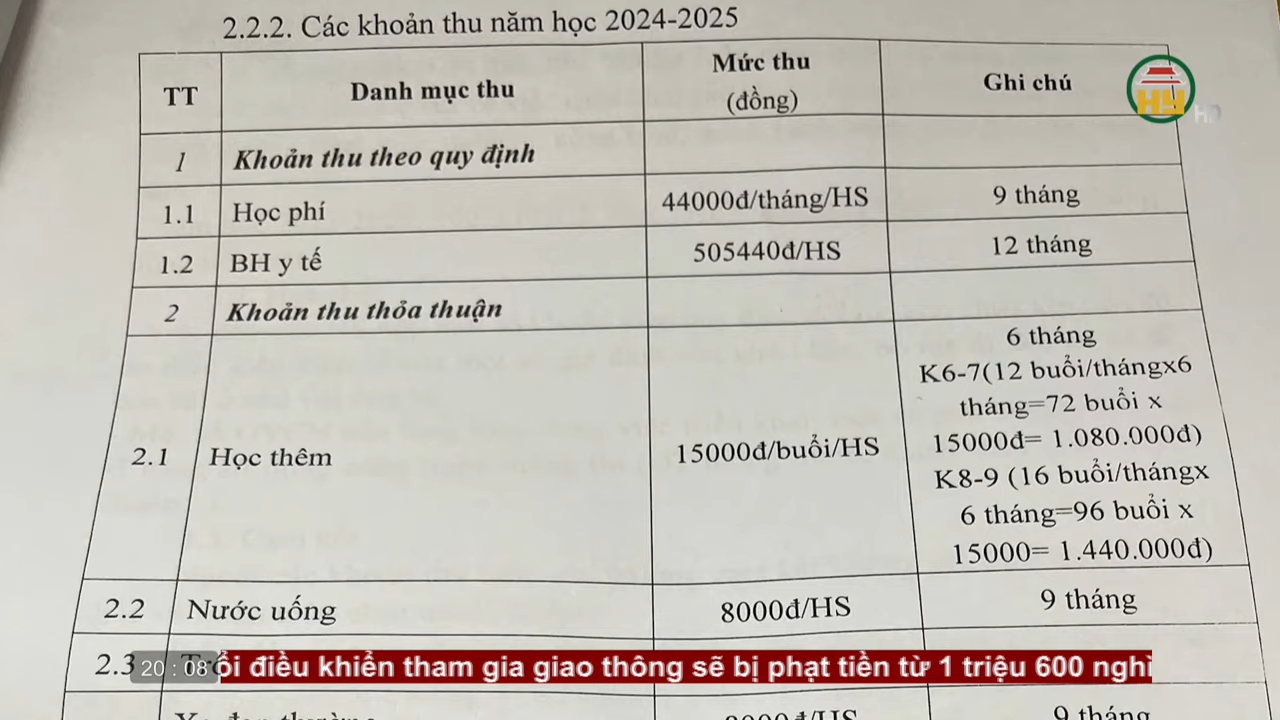 2.2.2. Các khoản thu năm học 2024-2025
TT
Danh mục thu
Mức thu
(đồng)
Ghi chú
HY
1
Khoản thu theo quy định
1.1
Học phí
44000đ/tháng/HS
9 tháng
1.2
BH y tế
505440đ/HS
12 tháng
2
Khoản thu thỏa thuận
2.1
Học thêm
15000đ/buổi/HS
6 tháng
K6-7(12 buổi/thángx6
tháng=72 buổi x
15000đ= 1.080.000đ)
K8-9 (16 buổi/thángx
6 tháng=96 buổi x
15000= 1.440.000đ)
2.2
Nước uống
8000đ/HS
9 tháng
2.3
20 : 08
ổi điều khiển tham gia giao thông sẽ bị phạt tiền từ 1 triệu 600 nghì
9 tháng